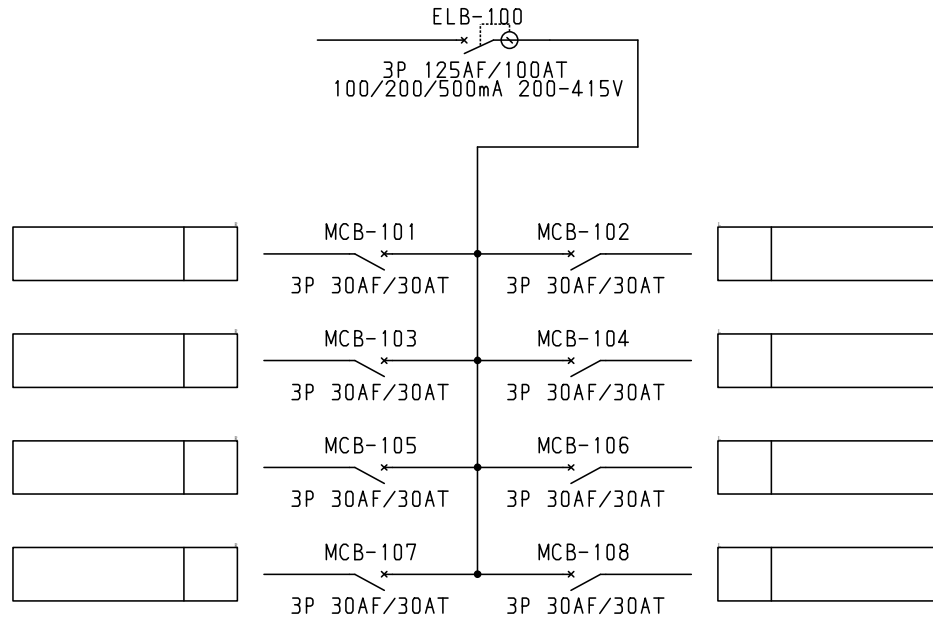 ELB-100
3P 125AF/100AT
100/200/500mA 200-415V
MCB-101
MCB-102
3P 30AF/30AT
3P 30AF/30AT
MCB-103
MCB-104
3P 30AF/30AT
3P 30AF/30AT
MCB-105
MCB-106
3P 30AF/30AT
3P 30AF/30AT
MCB-107
MCB-108
3P 30AF/30AT
3P 30AF/30AT